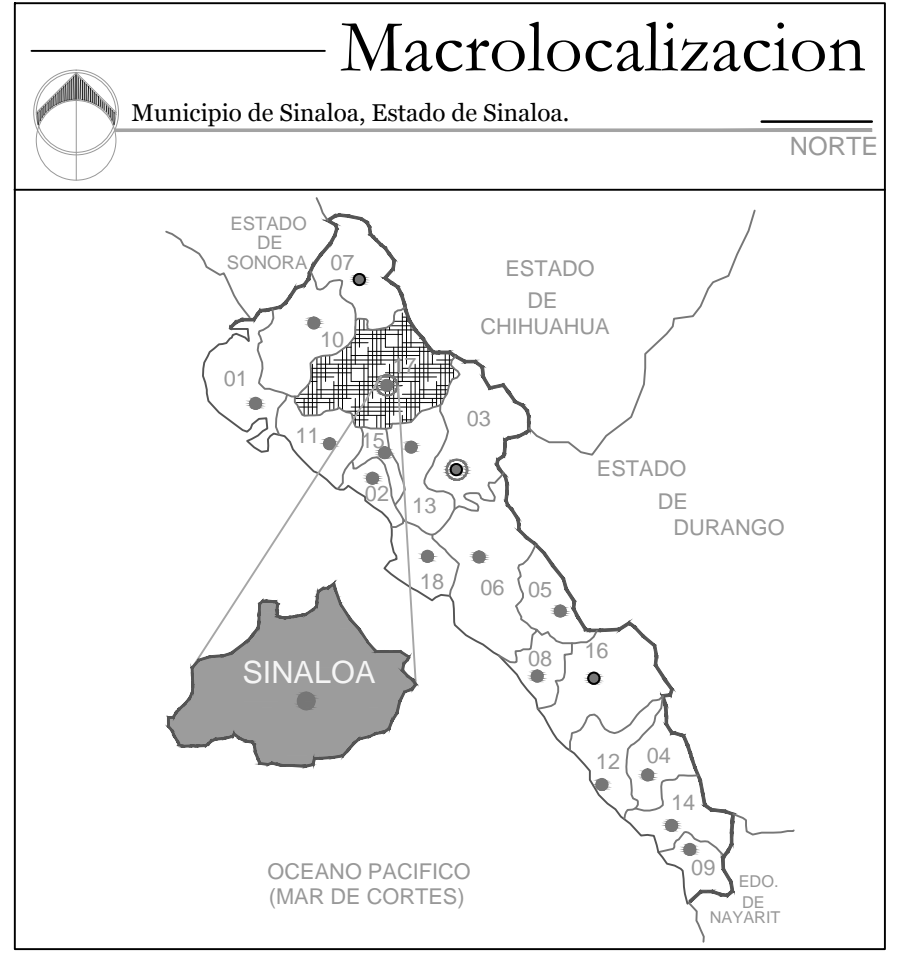 Macrolocalizacion
Municipio de Sinaloa, Estado de Sinaloa.
NORTE
ESTADO
DE
SONORA
07
ESTADO
DE
CHIHUAHUA
10
17
01
03
11
15
02
13
ESTADO
DE
DURANGO
18
06
05
08
16
SINALOA
12
04
14
09
OCEANO PACIFICO
(MAR DE CORTES)
EDO.
DE
NAYARIT